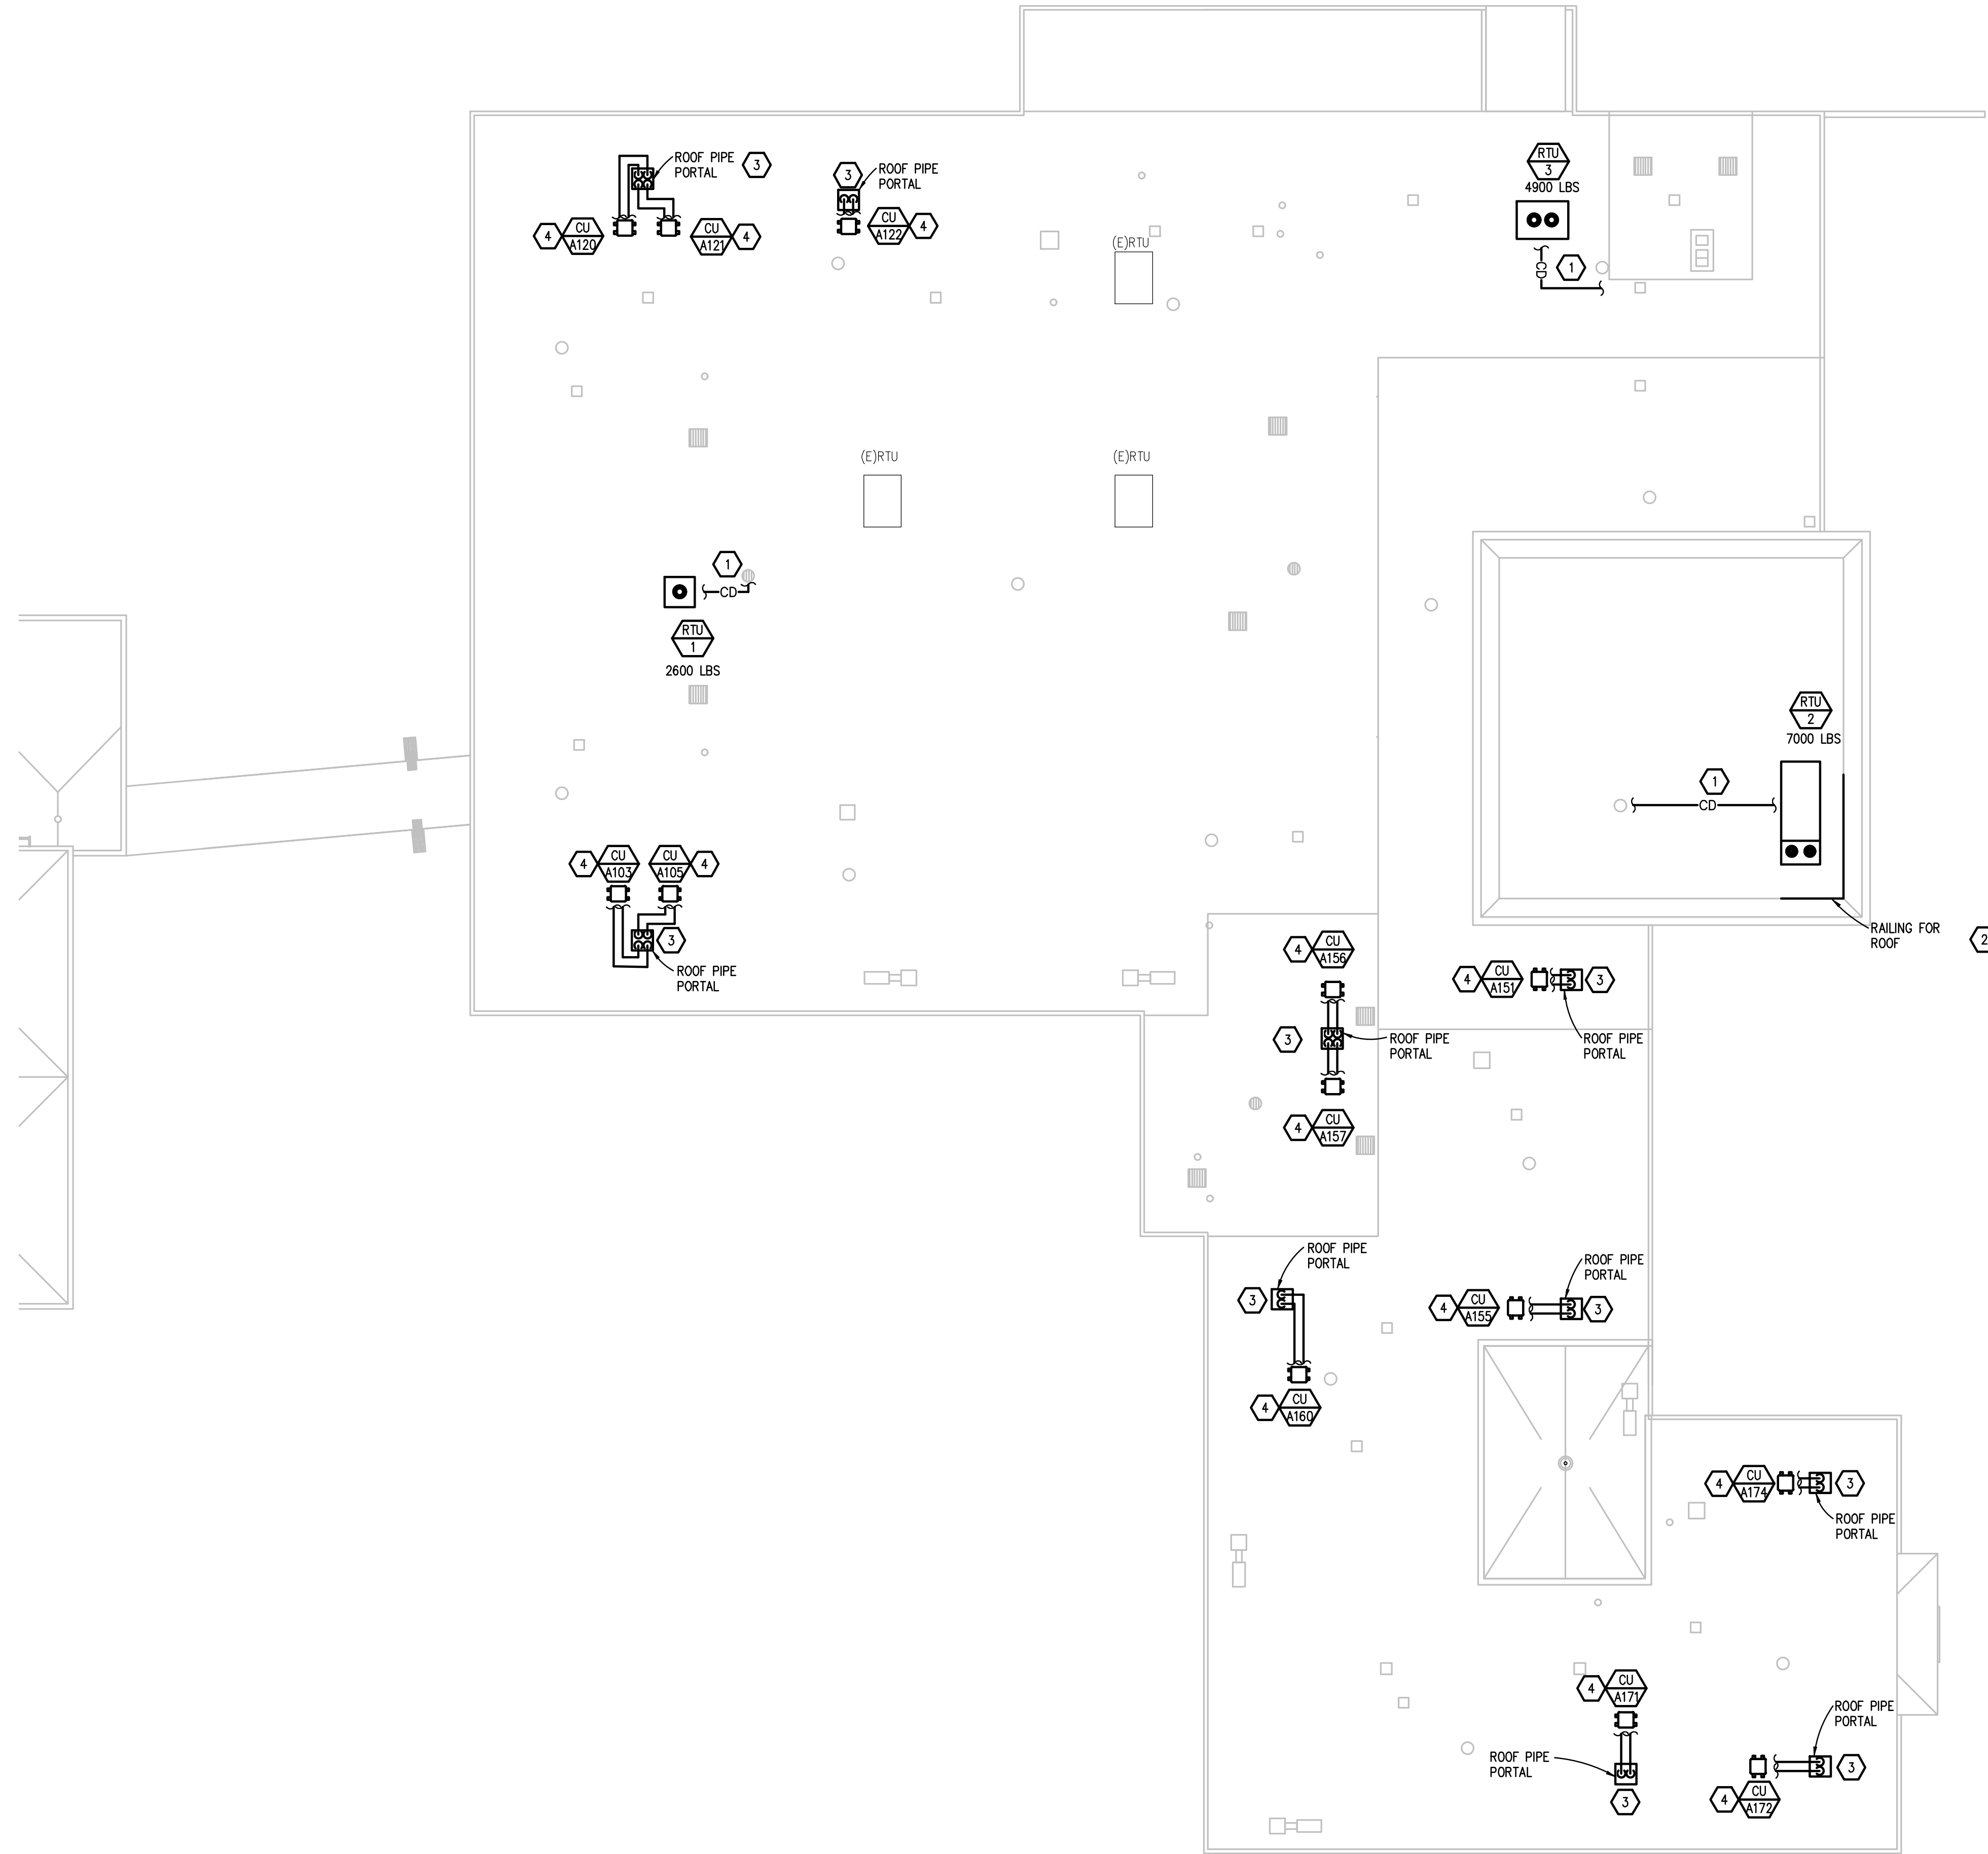 ROOF PIPE
PORTAL
3
4
CU
A120
CU
A121
4
3
ROOF PIPE
PORTAL
CU
A122
4
(E)RTU
RTU
3
4900 LBS
CD
1
(E)RTU
(E)RTU
1
CD
RTU
1
2600 LBS
RTU
2
7000 LBS
1
CD
RAILING FOR
ROOF
2
4
CU
A103
CU
A105
4
3
ROOF PIPE
PORTAL
4
CU
A156
3
ROOF PIPE
PORTAL
4
CU
A157
4
CU
A151
3
ROOF PIPE
PORTAL
ROOF PIPE
PORTAL
3
4
CU
A160
ROOF PIPE
PORTAL
4
CU
A155
3
4
CU
A174
3
ROOF PIPE
PORTAL
4
CU
A171
ROOF PIPE
PORTAL
3
ROOF PIPE
PORTAL
3
4
CU
A172